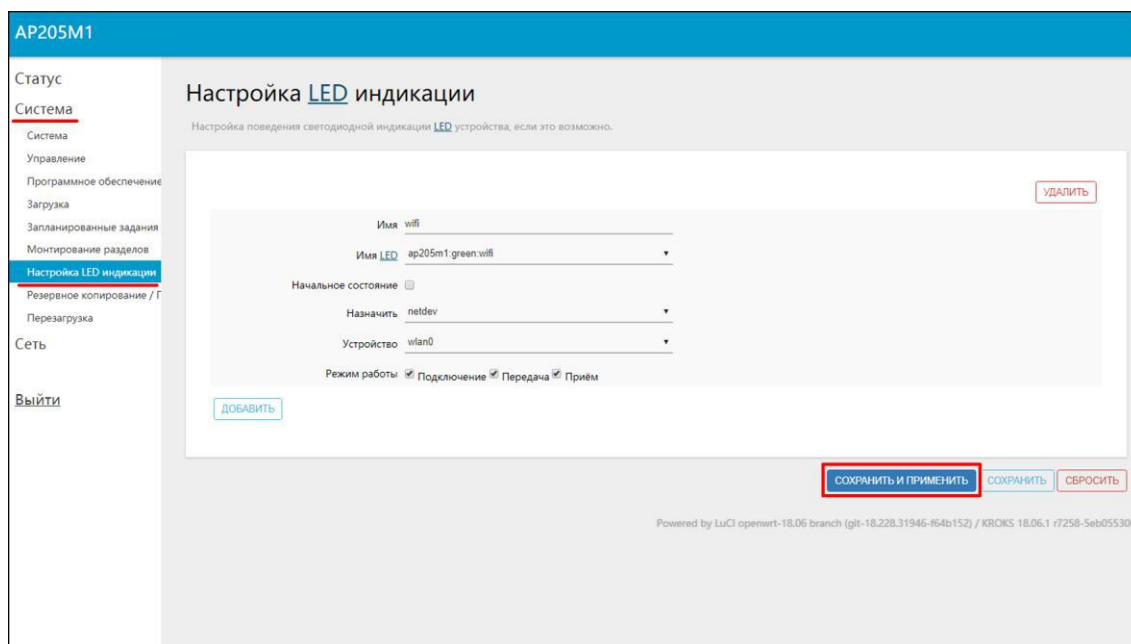 AP205M1
Статус
Система
Система
Управление
Программное обеспечение
Загрузка
Запланированные задания
Монтирование разделов
Настройка LED индикации
Резервное копирование / П
Перезагрузка
Сеть
Выйти
Настройка LED индикации
Настройка поведения светодиодной индикации LED устройства, если это возможно.
УДАЛИТЬ
Имя wifi
Имя LED ap205m1:green:wifi
Начальное состояние
Назначить netdev
Устройство wlan0
Режим работы Подключение Передача Приём
ДОБАВИТЬ
СОХРАНИТЬ И ПРИМЕНИТЬ СОХРАНИТЬ СБРОСИТЬ
Powered by LuCI openwrt-18.06 branch (git-18.228.31946-f64b152) / KROKS 18.06.1 r7258-5eb05530